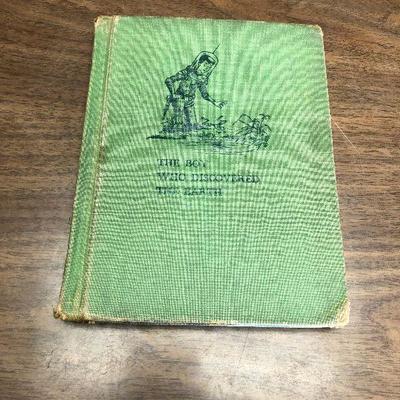 THE BOY
WHO DISCOVERED
THE EARTH